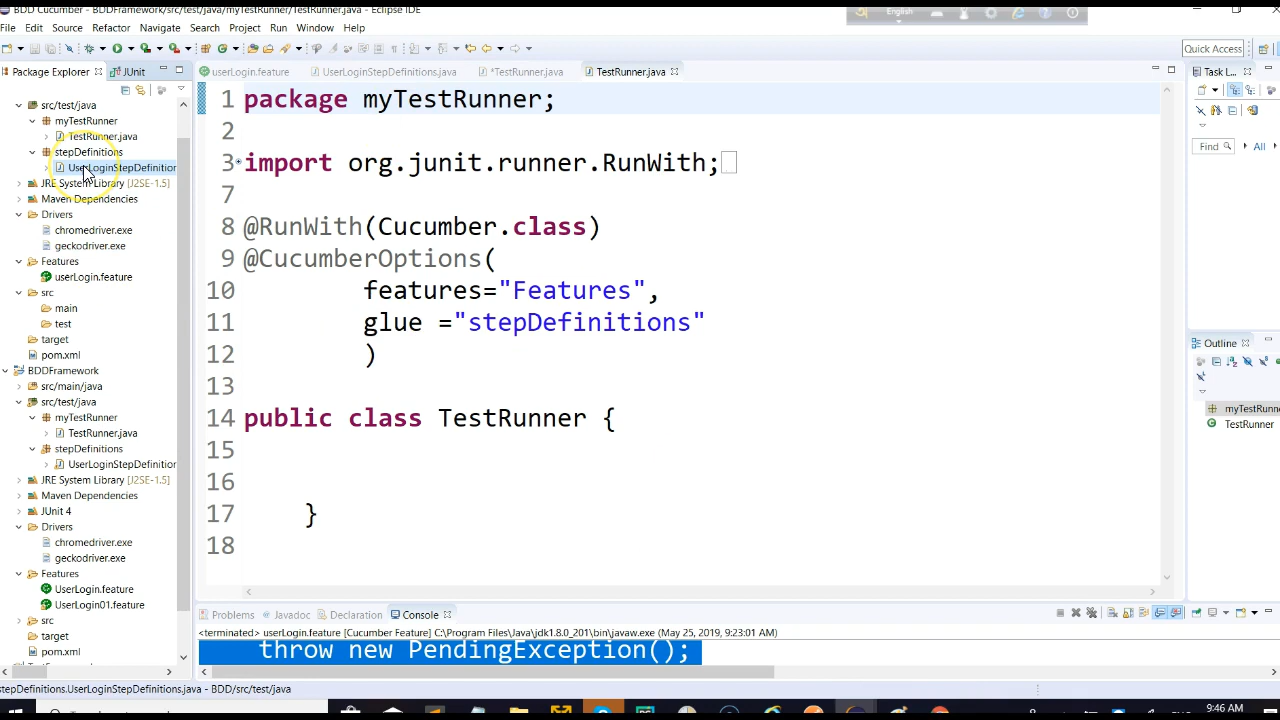 BDD Cucumber - BDDFramework/src/test/java/myTestRunner/TestRunner.java - Eclipse IDE
English
File Edit Source Refactor Navigate Search Project Run Window Help
Quick Access
Package Explorer JUnit
userLogin.feature UserLoginStepDefinitions.java *TestRunner.java TestRunner.java
Task L...
src/test/java
myTestRunner
TestRunner.java
stepDefinitions
UserLoginStepDefinition
JRE System Library [J2SE-1.5]
Maven Dependencies
Drivers
chromedriver.exe
geckodriver.exe
Features
userLogin.feature
src
main
test
target
pom.xml
BDDFramework
src/main/java
src/test/java
myTestRunner
TestRunner.java
stepDefinitions
UserLoginStepDefinition
JRE System Library [J2SE-1.5]
Maven Dependencies
JUnit 4
Drivers
chromedriver.exe
geckodriver.exe
Features
UserLogin.feature
UserLogin01.feature
src
target
pom.xml
1 package myTestRunner;
2
3 import org.junit.runner.RunWith;
7
8 @RunWith(Cucumber.class)
9 @CucumberOptions(
10 features="Features",
11 glue ="stepDefinitions"
12 )
13
14 public class TestRunner {
15
16
17 }
18
Find All
Outline
myTestRunn
TestRunner
Problems Javadoc Declaration Console
<terminated> userLogin.feature [Cucumber Feature] C:\Program Files\Java\jdk1.8.0_201\bin\javaw.exe (May 25, 2019, 9:23:01 AM)
throw new PendingException();
stepDefinitions.UserLoginStepDefinitions.java - BDD/src/test/java
9:46 AM